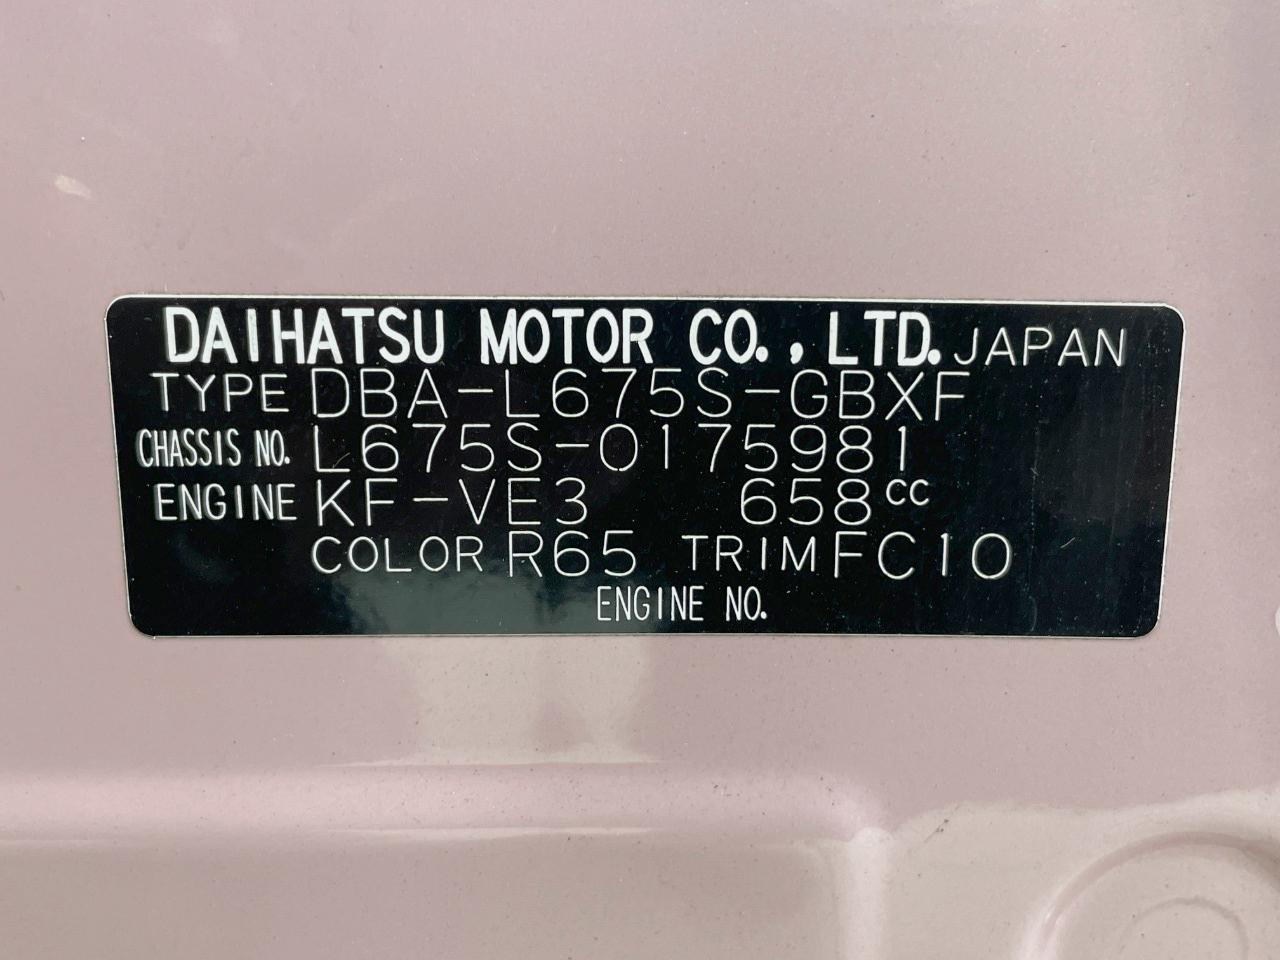 DAIHATSU MOTOR CO., LTD. JAPAN
TYPE DBA-L675S-GBXF
CHASSIS NO. L675S-0175981
ENGINE KF-VE3 658cc
COLOR R65 TRIM FC10
ENGINE NO.